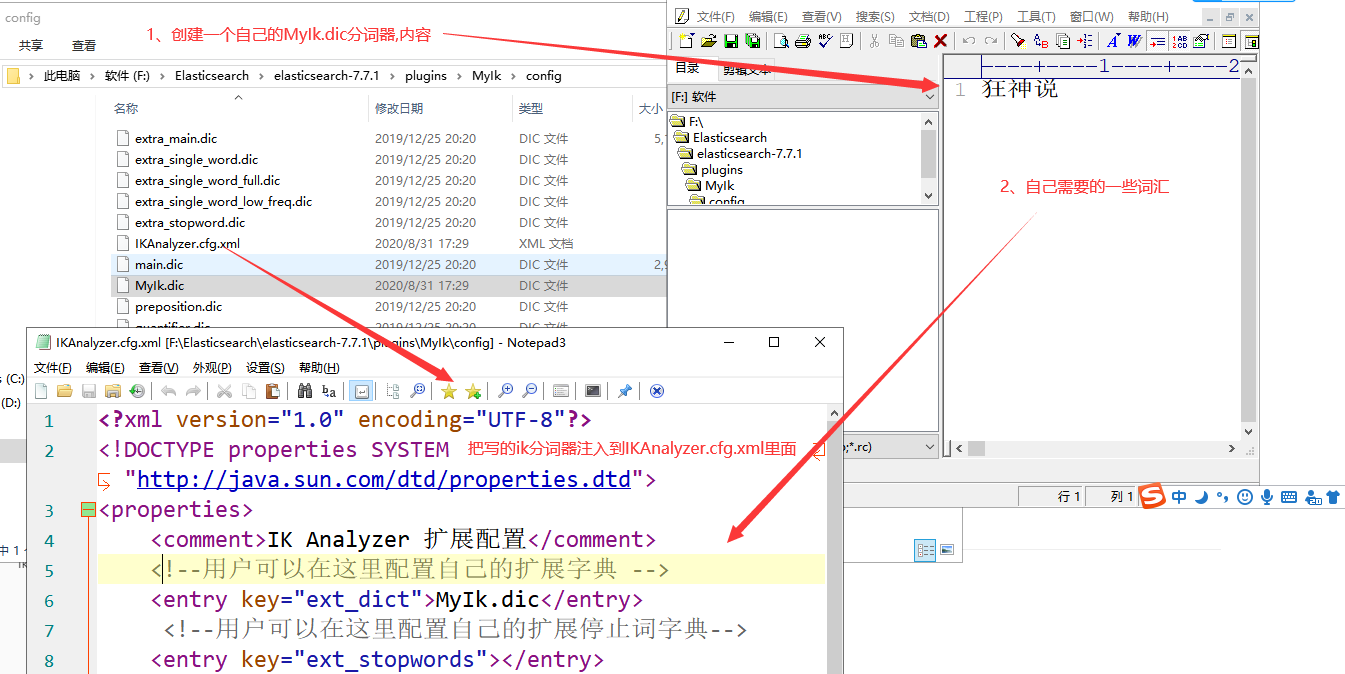 config
共享 查看
此电脑 软件 (F:) Elasticsearch elasticsearch-7.7.1 plugins MyIk config
名称 修改日期 类型 大小
extra_main.dic 2019/12/25 20:20 DIC 文件 5,
extra_single_word.dic 2019/12/25 20:20 DIC 文件
extra_single_word_full.dic 2019/12/25 20:20 DIC 文件
extra_single_word_low_freq.dic 2019/12/25 20:20 DIC 文件
extra_stopword.dic 2019/12/25 20:20 DIC 文件
IKAnalyzer.cfg.xml 2020/8/31 17:29 XML 文档
main.dic 2019/12/25 20:20 DIC 文件 2,
MyIk.dic 2020/8/31 17:29 DIC 文件
preposition.dic 2019/12/25 20:20 DIC 文件
quantifier.dic 2019/12/25 20:20 DIC 文件
1、创建一个自己的MyIk.dic分词器,内容
文件(F) 编辑(E) 查看(V) 搜索(S) 文档(D) 工程(P) 工具(T) 窗口(W) 帮助(H)
目录 剪辑文本
[F:] 软件
F:\
Elasticsearch
elasticsearch-7.7.1
plugins
MyIk
config
----+----1----+----2
1 狂神说
2、自己需要的一些词汇
;*.rc)
行 1 列 1
中
(C:)
(D:)
中 1
IKAnalyzer.cfg.xml [F:\Elasticsearch\elasticsearch-7.7.1\plugins\MyIk\config] - Notepad3
文件(F) 编辑(E) 查看(V) 外观(P) 设置(S) 帮助(H)
1 <?xml version="1.0" encoding="UTF-8"?>
2 <!DOCTYPE properties SYSTEM
把写的ik分词器注入到IKAnalyzer.cfg.xml里面
"http://java.sun.com/dtd/properties.dtd">
3 <properties>
4 <comment>IK Analyzer 扩展配置</comment>
5 <!--用户可以在这里配置自己的扩展字典 -->
6 <entry key="ext_dict">MyIk.dic</entry>
7 <!--用户可以在这里配置自己的扩展停止词字典-->
8 <entry key="ext_stopwords"></entry>